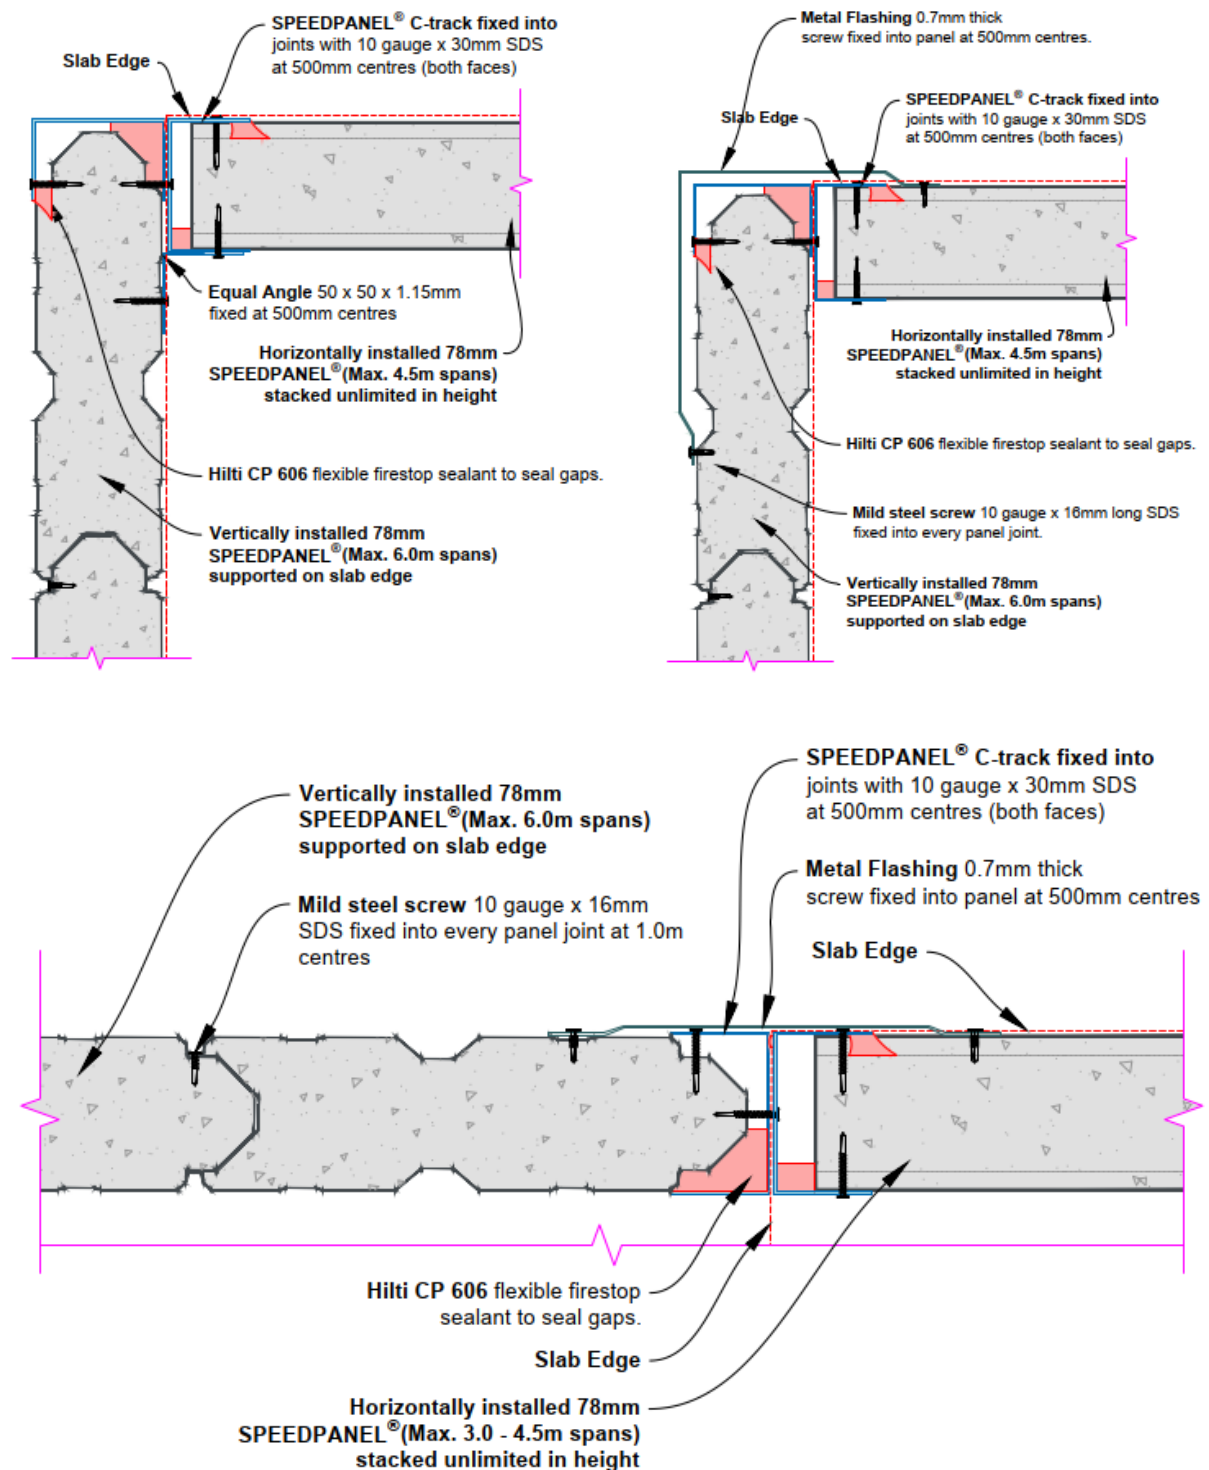 SPEEDPANEL® C-track fixed into
joints with 10 gauge x 30mm SDS
at 500mm centres (both faces)
Slab Edge
Equal Angle 50 x 50 x 1.15mm
fixed at 500mm centres
Horizontally installed 78mm
SPEEDPANEL®(Max. 4.5m spans)
stacked unlimited in height
Hilti CP 606 flexible firestop sealant to seal gaps.
Vertically installed 78mm
SPEEDPANEL®(Max. 6.0m spans)
supported on slab edge
Metal Flashing 0.7mm thick
screw fixed into panel at 500mm centres.
SPEEDPANEL® C-track fixed into
joints with 10 gauge x 30mm SDS
at 500mm centres (both faces)
Slab Edge
Horizontally installed 78mm
SPEEDPANEL®(Max. 4.5m spans)
stacked unlimited in height
Hilti CP 606 flexible firestop sealant to seal gaps.
Mild steel screw 10 gauge x 16mm long SDS
fixed into every panel joint.
Vertically installed 78mm
SPEEDPANEL®(Max. 6.0m spans)
supported on slab edge
Vertically installed 78mm
SPEEDPANEL®(Max. 6.0m spans)
supported on slab edge
Mild steel screw 10 gauge x 16mm
SDS fixed into every panel joint at 1.0m
centres
SPEEDPANEL® C-track fixed into
joints with 10 gauge x 30mm SDS
at 500mm centres (both faces)
Metal Flashing 0.7mm thick
screw fixed into panel at 500mm centres
Slab Edge
Hilti CP 606 flexible firestop
sealant to seal gaps.
Slab Edge
Horizontally installed 78mm
SPEEDPANEL®(Max. 3.0 - 4.5m spans)
stacked unlimited in height